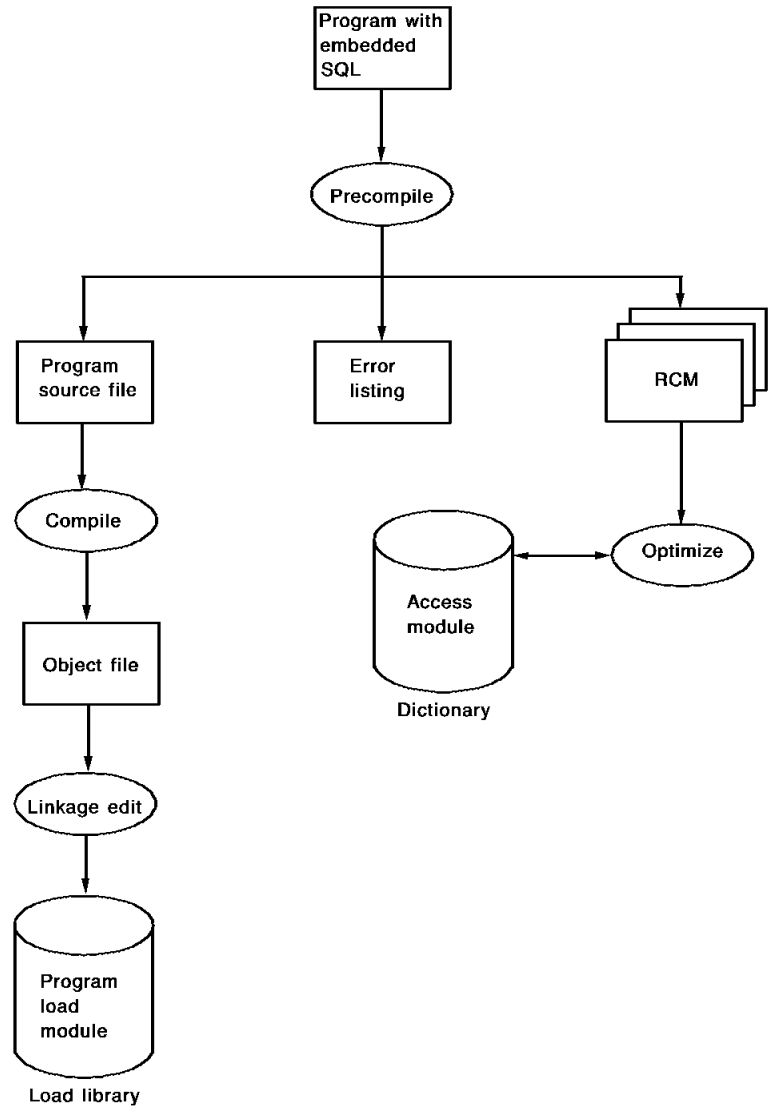 Program with
embedded
SQL
Precompile
Program
source file
Error
listing
RCM
Compile
Optimize
Access
module
Object file
Dictionary
Linkage edit
Program
load
module
Load library